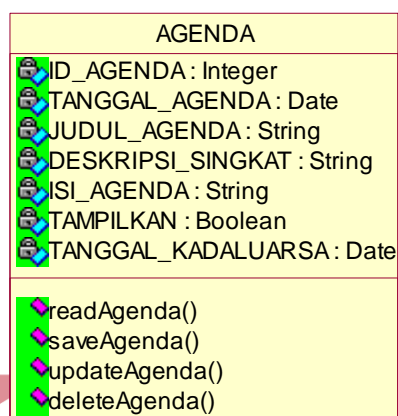 AGENDA
ID_AGENDA : Integer
TANGGAL_AGENDA : Date
JUDUL_AGENDA : String
DESKRIPSI_SINGKAT : String
ISI_AGENDA : String
TAMPILKAN : Boolean
TANGGAL_KADALUARSA : Date
readAgenda()
saveAgenda()
updateAgenda()
deleteAgenda()